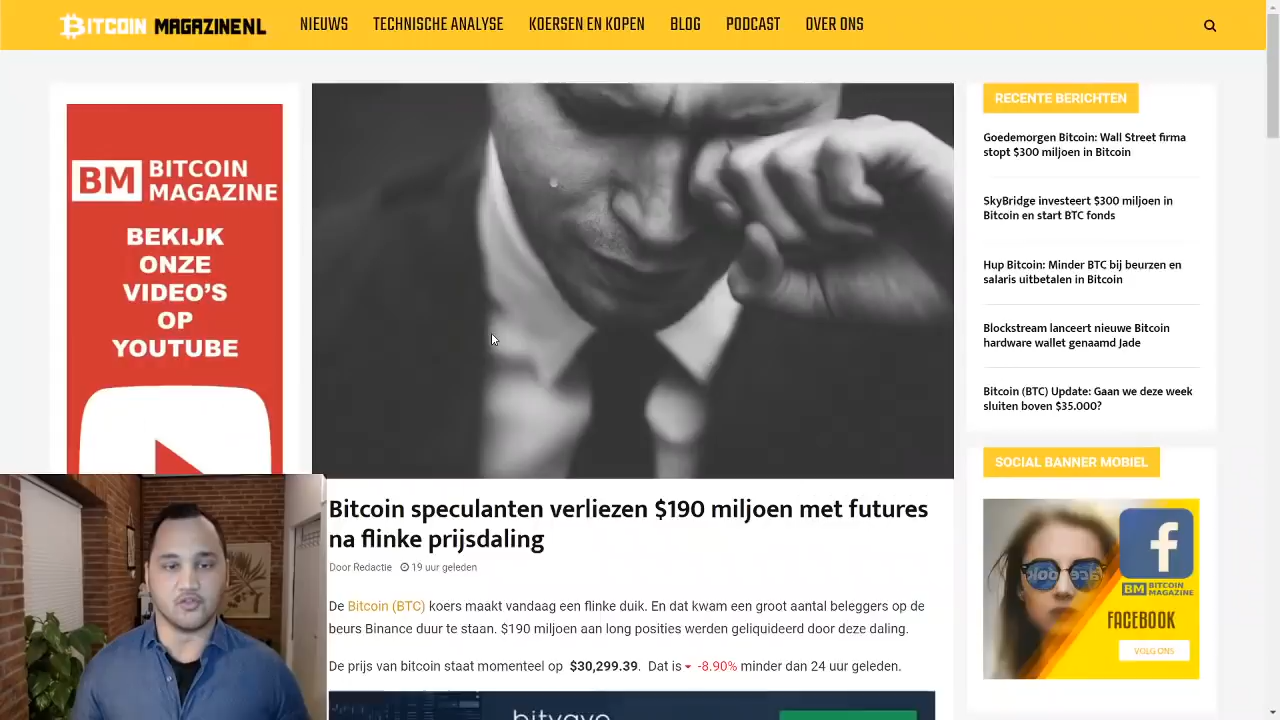 BITCOIN MAGAZINENL
NIEUWS
TECHNISCHE ANALYSE
KOERSEN EN KOPEN
BLOG
PODCAST
OVER ONS
BM BITCOIN
MAGAZINE
BEKIJK
ONZE
VIDEO'S
OP
YOUTUBE
Bitcoin speculanten verliezen $190 miljoen met futures
na flinke prijsdaling
Door Redactie 19 uur geleden
De Bitcoin (BTC) koers maakt vandaag een flinke duik. En dat kwam een groot aantal beleggers op de
beurs Binance duur te staan. $190 miljoen aan long posities werden geliquideerd door deze daling.
De prijs van bitcoin staat momenteel op $30,299.39. Dat is -8.90% minder dan 24 uur geleden.
bitvavo
RECENTE BERICHTEN
Goedemorgen Bitcoin: Wall Street firma
stopt $300 miljoen in Bitcoin
SkyBridge investeert $300 miljoen in
Bitcoin en start BTC fonds
Hup Bitcoin: Minder BTC bij beurzen en
salaris uitbetalen in Bitcoin
Blockstream lanceert nieuwe Bitcoin
hardware wallet genaamd Jade
Bitcoin (BTC) Update: Gaan we deze week
sluiten boven $35.000?
SOCIAL BANNER MOBIEL
facebook
f
BM BITCOIN
MAGAZINE
FACEBOOK
VOLG ONS